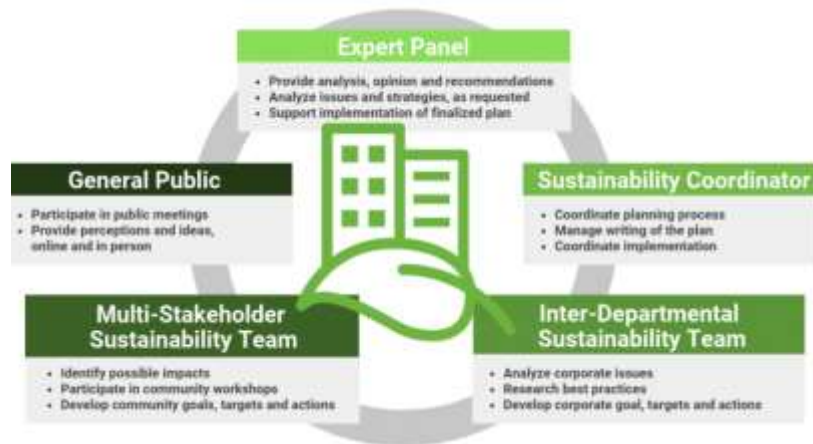 Expert Panel
• Provide analysis, opinion and recommendations
• Analyze issues and strategies, as requested
• Support implementation of finalized plan
General Public
• Participate in public meetings
• Provide perceptions and ideas,
online and in person
Sustainability Coordinator
• Coordinate planning process
• Manage writing of the plan
• Coordinate implementation
Multi-Stakeholder
Sustainability Team
• Identify possible impacts
• Participate in community workshops
• Develop community goals, targets and actions
Inter-Departmental
Sustainability Team
• Analyze corporate issues
• Research best practices
• Develop corporate goal, targets and actions